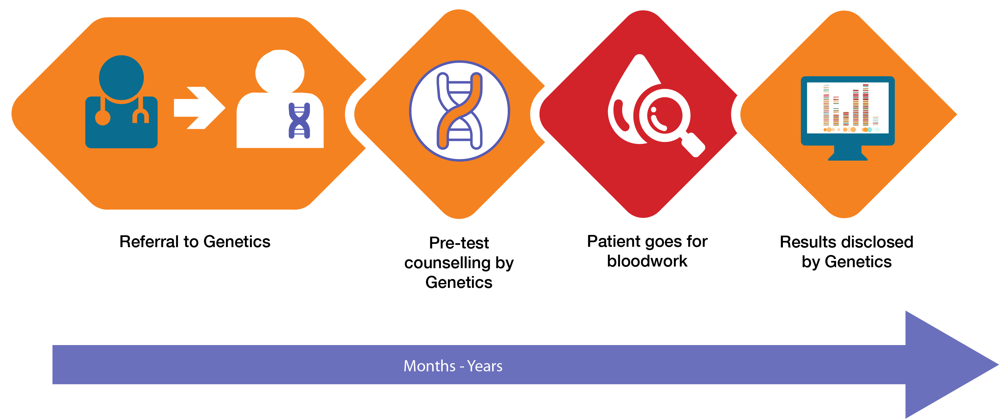 Referral to Genetics
Pre-test
counselling by
Genetics
Patient goes for
bloodwork
Results disclosed
by Genetics
Months - Years